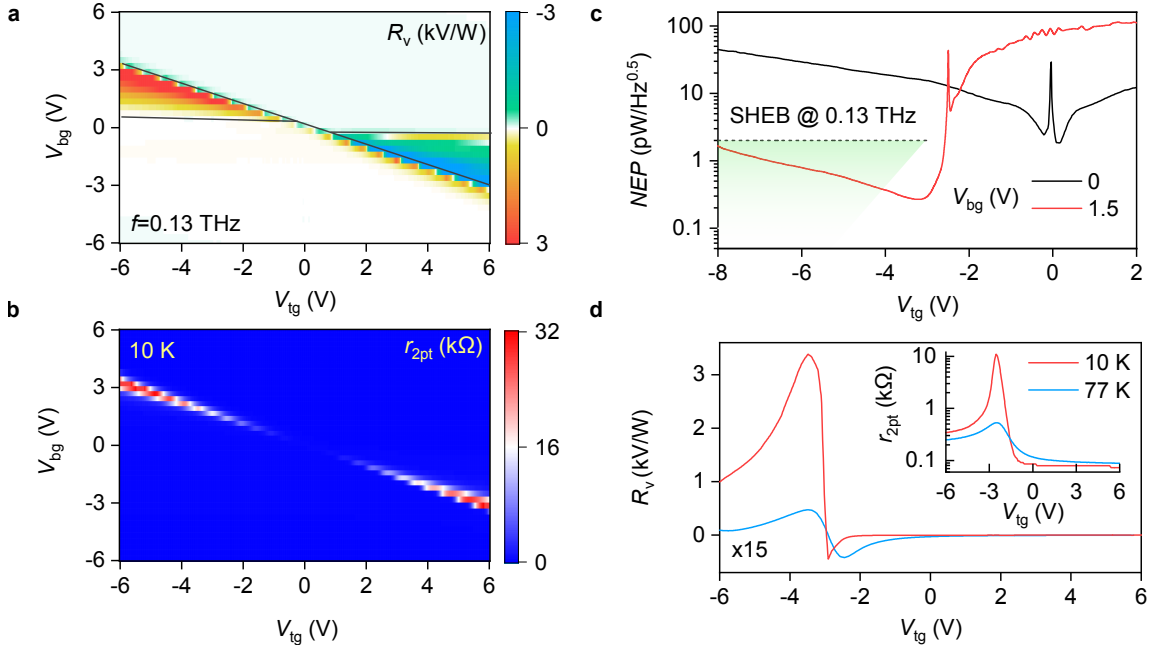 a
R_v (kV/W)
6
3
0
-3
-6
V_bg (V)
f=0.13 THz
-6 -4 -2 0 2 4 6
V_tg (V)
-3
0
3
b
10 K
r_2pt (kΩ)
6
3
0
-3
-6
V_bg (V)
-6 -4 -2 0 2 4 6
V_tg (V)
32
16
0
c
100
10
1
0.1
NEP (pW/Hz^0.5)
SHEB @ 0.13 THz
V_bg (V)
0
1.5
-8 -6 -4 -2 0 2
V_tg (V)
d
3
2
1
0
R_v (kV/W)
x15
-6 -4 -2 0 2 4 6
V_tg (V)
10
1
0.1
r_2pt (kΩ)
10 K
77 K
-6 -3 0 3 6
V_tg (V)